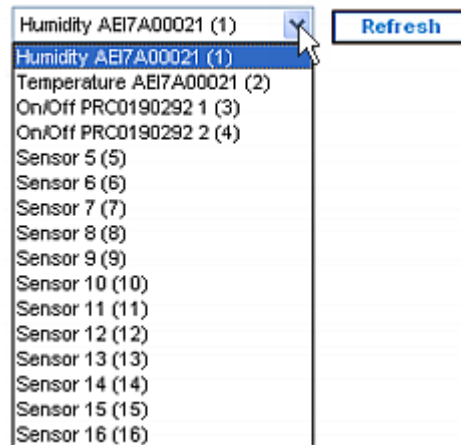 Humidity AEI7A00021 (1) Refresh
Humidity AEI7A00021 (1)
Temperature AEI7A00021 (2)
On/Off PRC0190292 1 (3)
On/Off PRC0190292 2 (4)
Sensor 5 (5)
Sensor 6 (6)
Sensor 7 (7)
Sensor 8 (8)
Sensor 9 (9)
Sensor 10 (10)
Sensor 11 (11)
Sensor 12 (12)
Sensor 13 (13)
Sensor 14 (14)
Sensor 15 (15)
Sensor 16 (16)